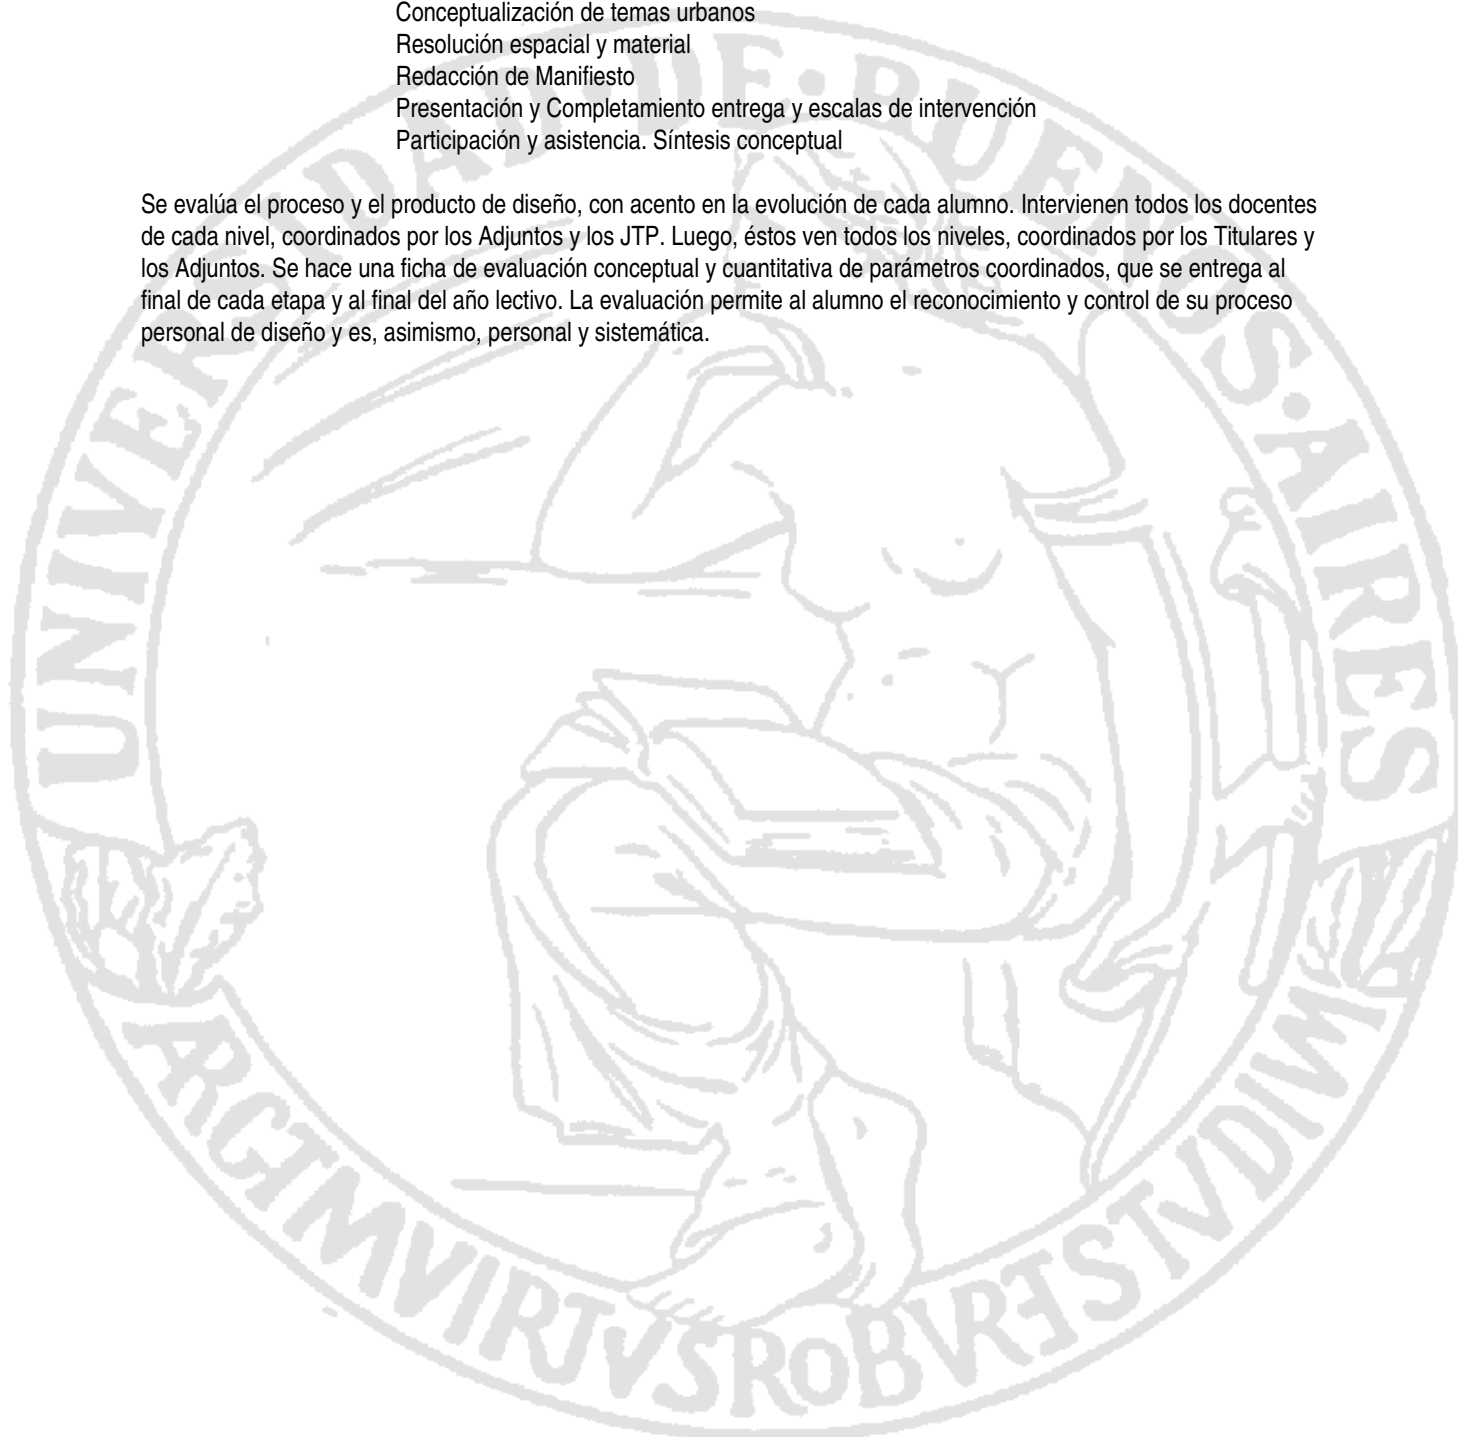 Conceptualización de temas urbanos
Resolución espacial y material
Redacción de Manifiesto
Presentación y Completamiento entrega y escalas de intervención
Participación y asistencia. Síntesis conceptual
Se evalúa el proceso y el producto de diseño, con acento en la evolución de cada alumno. Intervienen todos los docentes
de cada nivel, coordinados por los Adjuntos y los JTP. Luego, éstos ven todos los niveles, coordinados por los Titulares y
los Adjuntos. Se hace una ficha de evaluación conceptual y cuantitativa de parámetros coordinados, que se entrega al
final de cada etapa y al final del año lectivo. La evaluación permite al alumno el reconocimiento y control de su proceso
personal de diseño y es, asimismo, personal y sistemática.
UNIVERSIDAD·DE·BUENOS·AIRES
ARGTMVIRTVSROBVRESTVDIVM